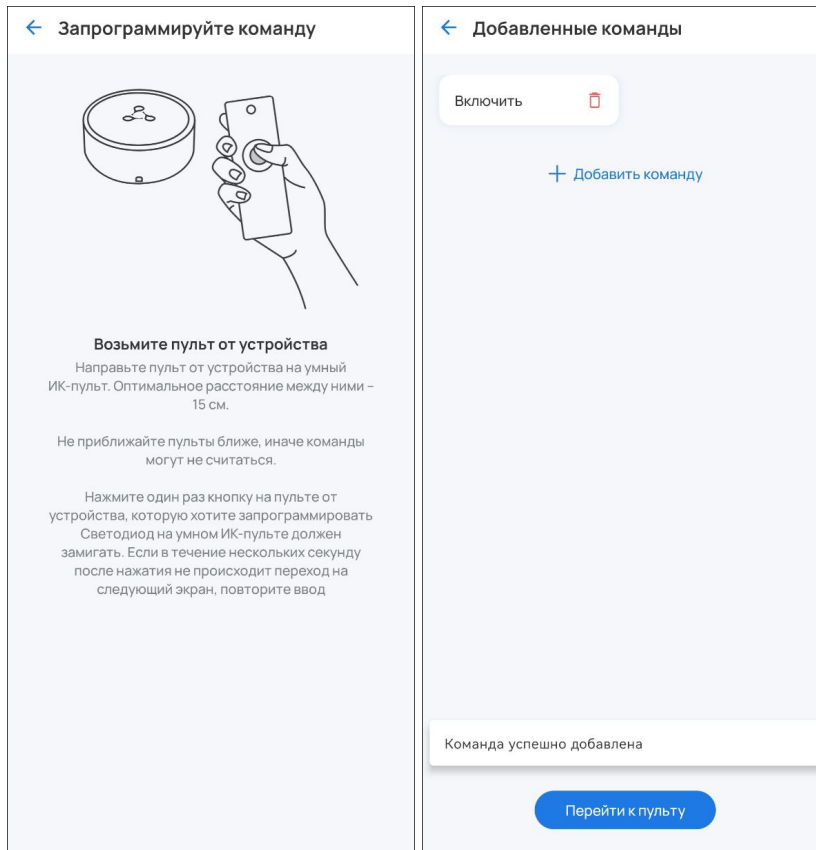 Запрограммируйте команду
Возьмите пульт от устройства
Направьте пульт от устройства на умный
ИК-пульт. Оптимальное расстояние между ними –
15 см.
Не приближайте пульты ближе, иначе команды
могут не считаться.
Нажмите один раз кнопку на пульте от
устройства, которую хотите запрограммировать
Светодиод на умном ИК-пульте должен
замигать. Если в течение нескольких секунду
после нажатия не происходит переход на
следующий экран, повторите ввод
Добавленные команды
Включить
Добавить команду
Команда успешно добавлена
Перейти к пульту